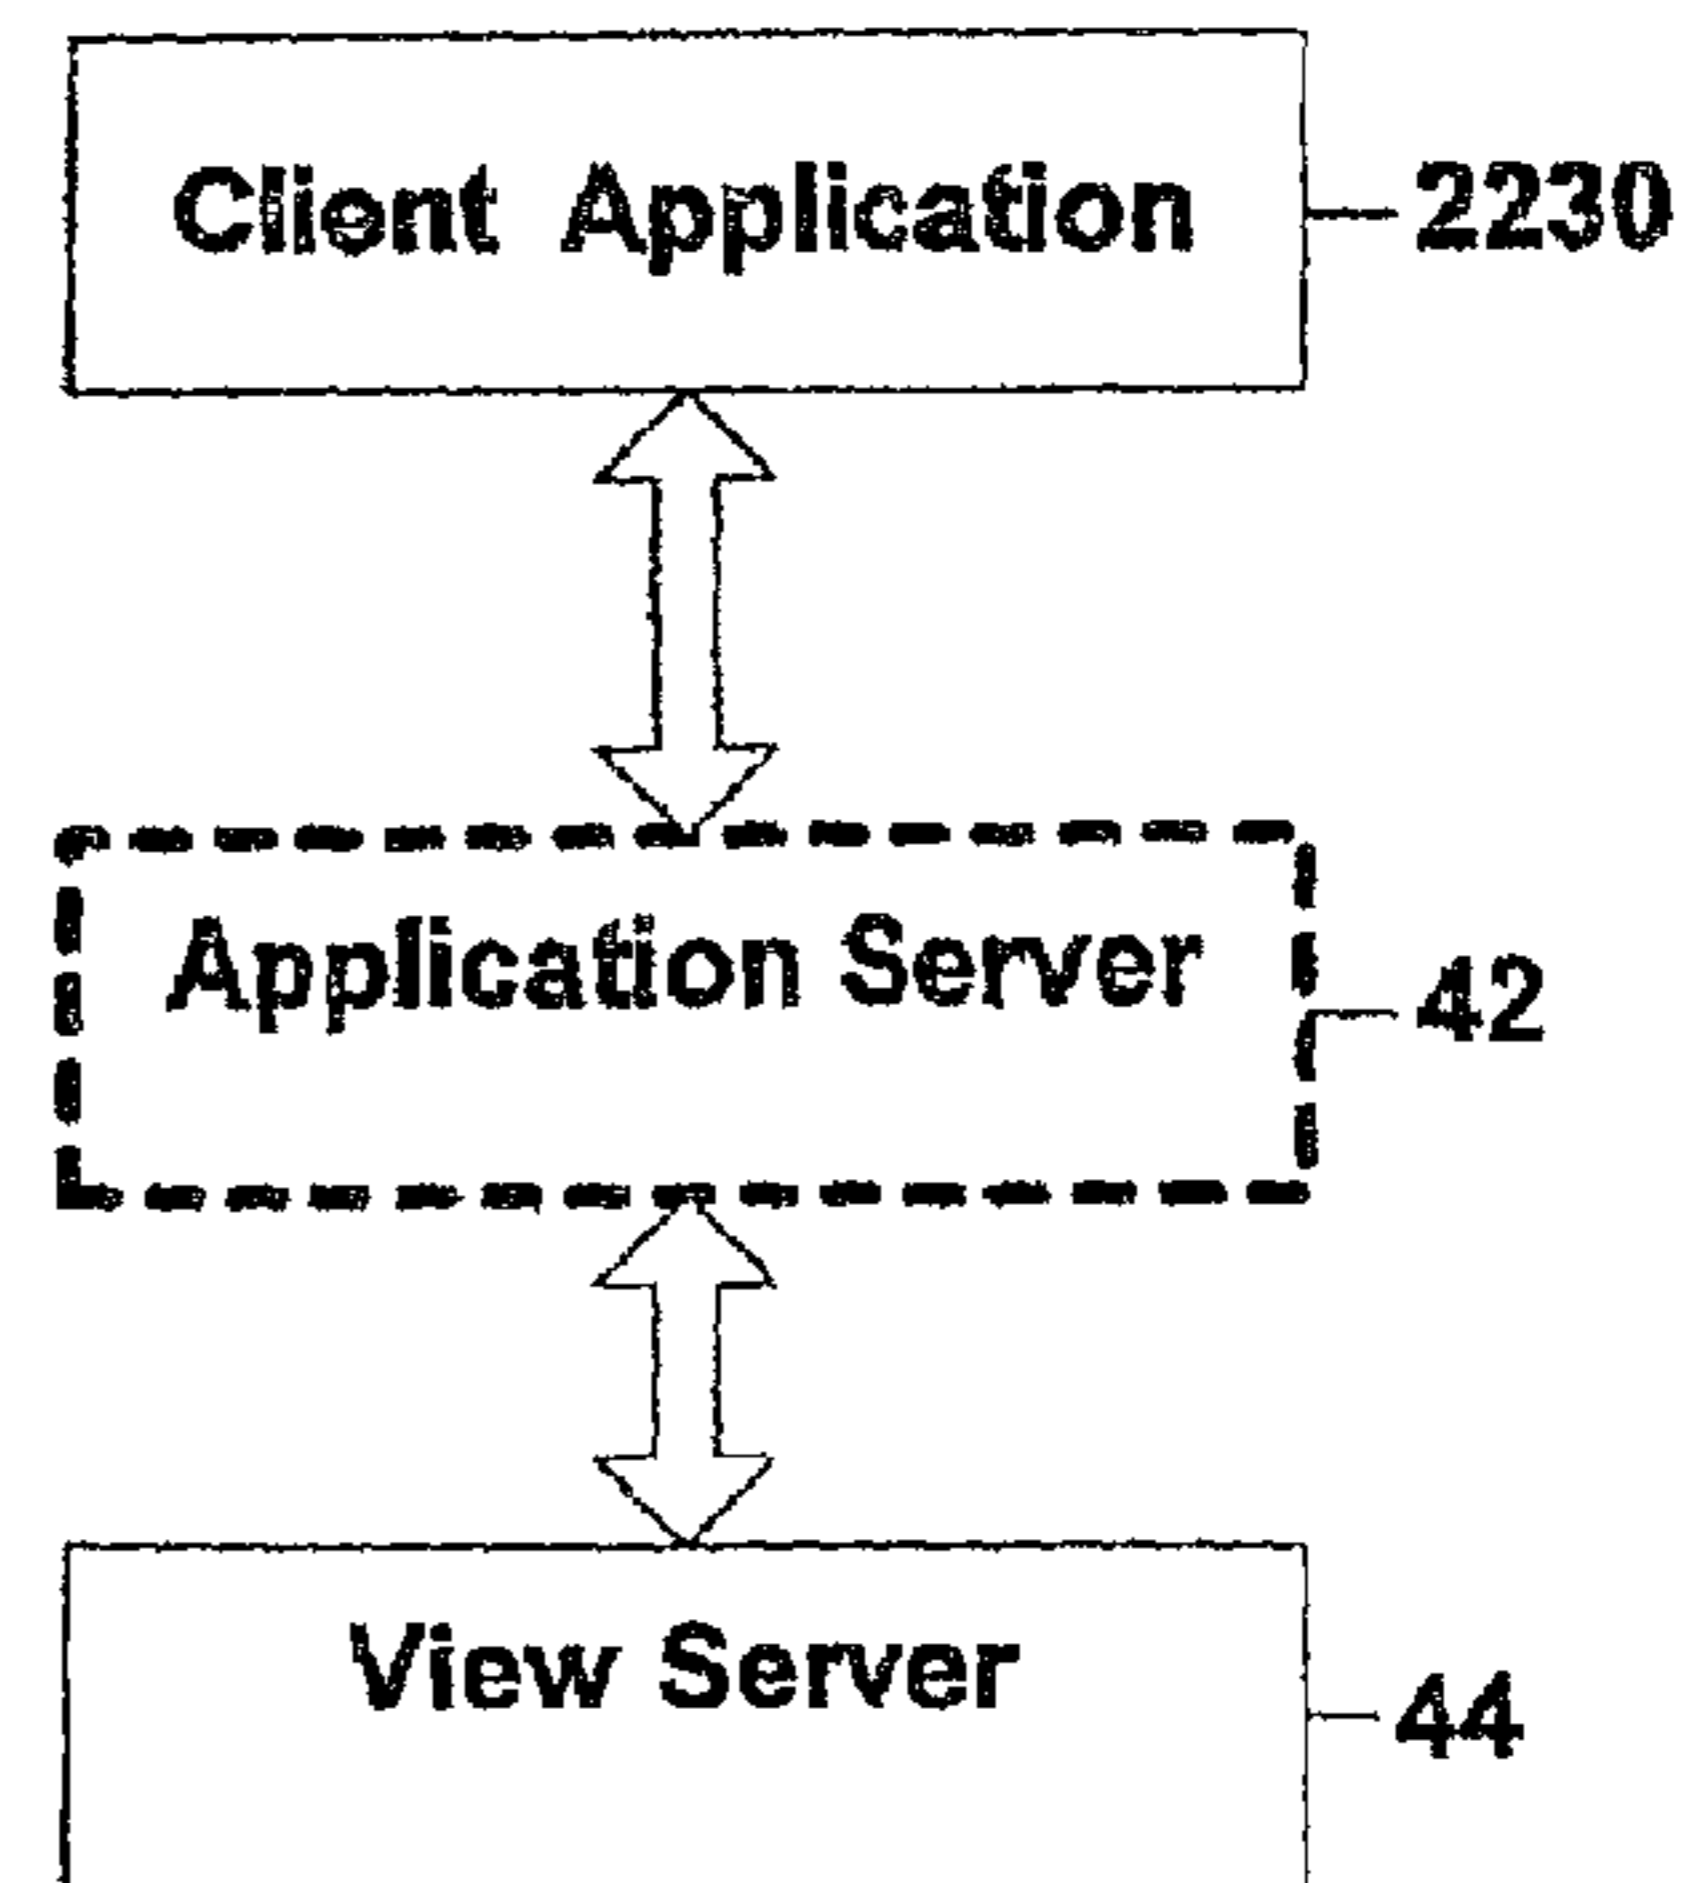 Client Application
2230
Application Server
42
View Server
44